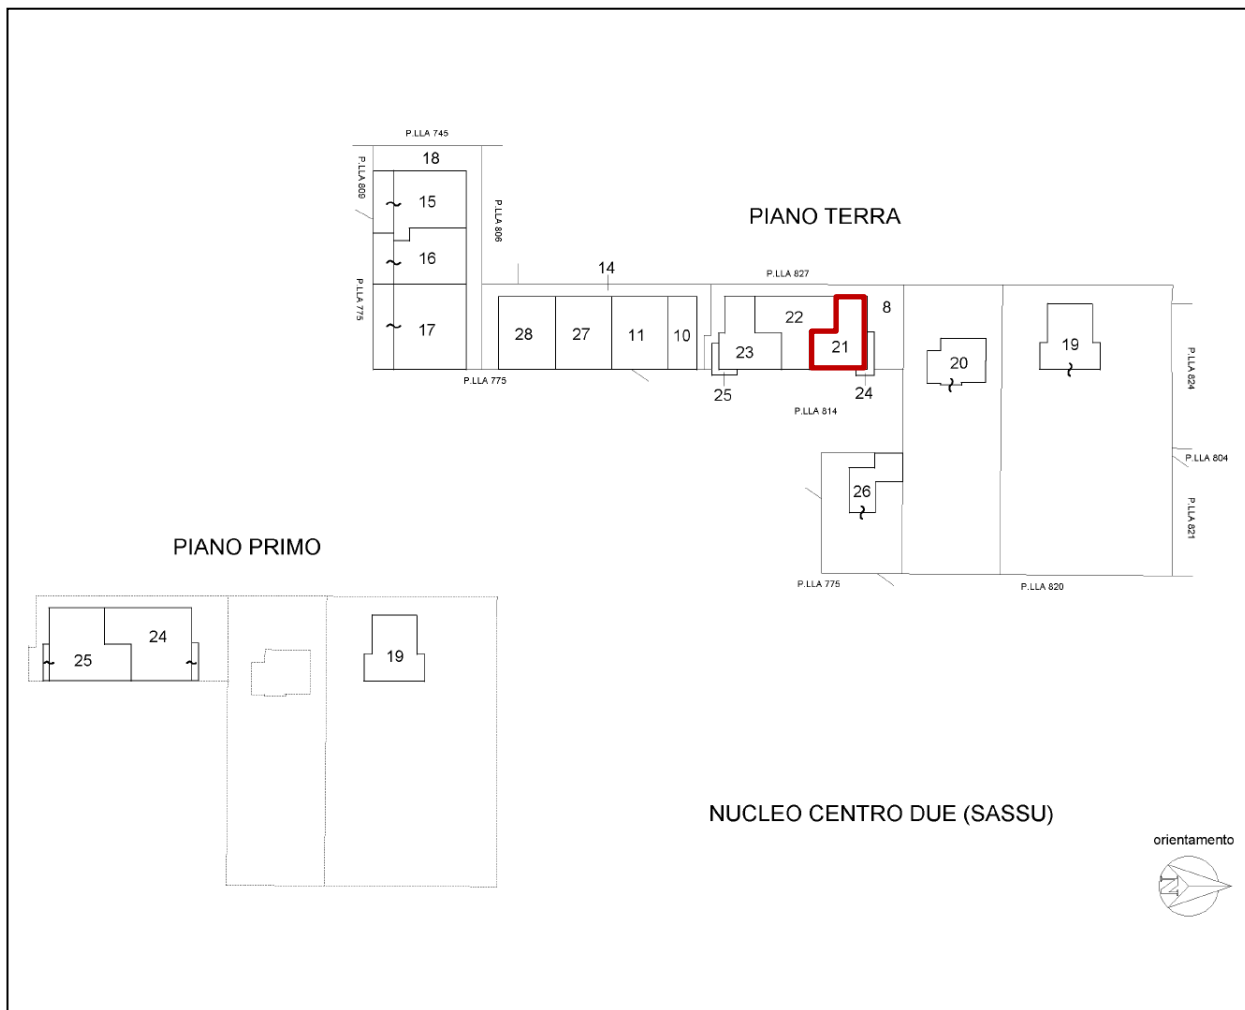 P.LLA 745
18
P.LLA 809
15
P.LLA 806
16
P.LLA 775
17
PIANO TERRA
14
P.LLA 827
28
27
11
10
23
22
21
8
20
19
P.LLA 824
P.LLA 775
25
24
P.LLA 814
P.LLA 804
26
P.LLA 821
P.LLA 775
P.LLA 820
PIANO PRIMO
24
25
19
NUCLEO CENTRO DUE (SASSU)
orientamento
N